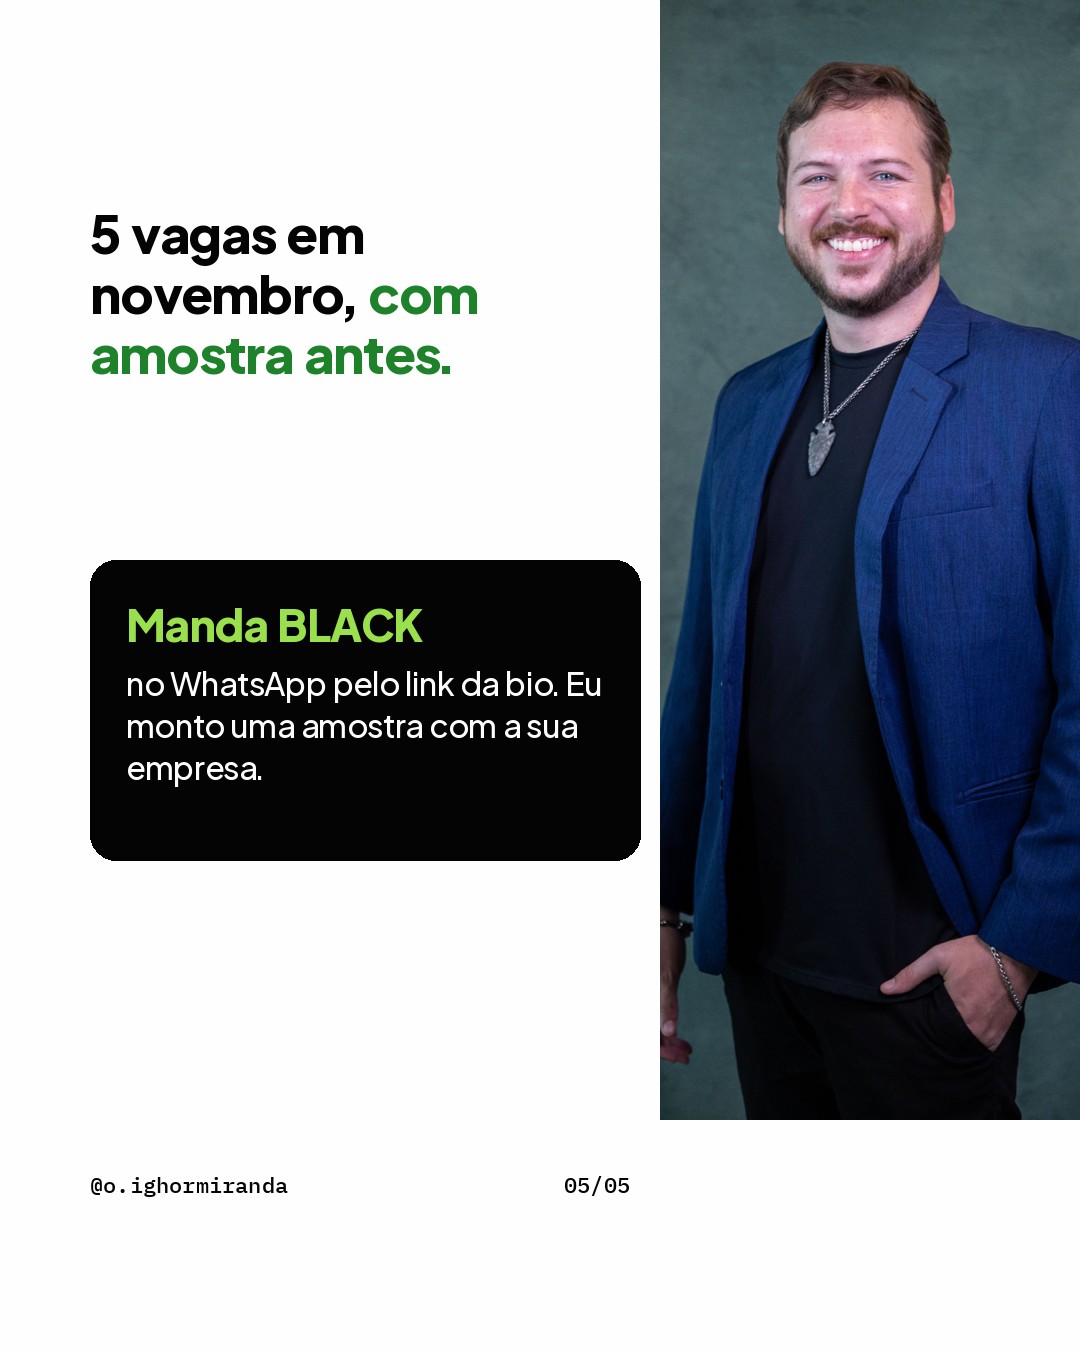 5 vagas em
novembro, com
amostra antes.
Manda BLACK
no WhatsApp pelo link da bio. Eu
monto uma amostra com a sua
empresa.
@o.ighormiranda
05/05